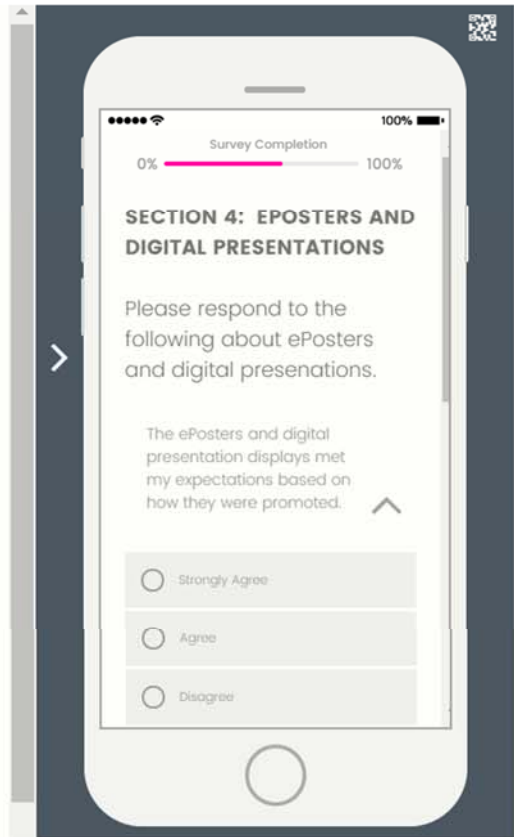 100%
Survey Completion
0% 100%
SECTION 4: EPOSTERS AND
DIGITAL PRESENTATIONS
Please respond to the
following about ePosters
and digital presenations.
The ePosters and digital
presentation displays met
my expectations based on
how they were promoted.
Strongly Agree
Agree
Disagree